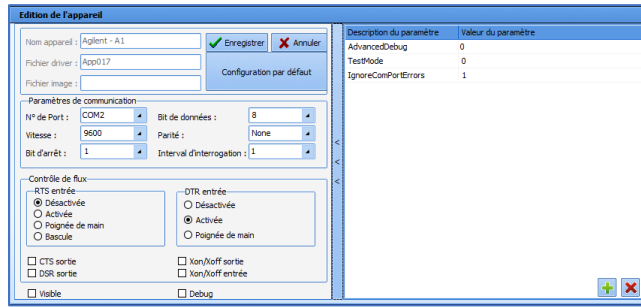 Edition de l'appareil
Nom appareil : Agilent - A1
Enregistrer Annuler
Fichier driver : App017
Configuration par défaut
Fichier image :
Paramètres de communication
N° de Port : COM2 Bit de données : 8
Vitesse : 9600 Parité : None
Bit d'arrêt : 1 Interval d'interrogation : 1
Contrôle de flux
RTS entrée DTR entrée
Désactivée Désactivée
Activée Activée
Poignée de main Poignée de main
Bascule
CTS sortie Xon/Xoff sortie
DSR sortie Xon/Xoff entrée
Visible Debug
<
<
<
Description du paramètre Valeur du paramètre
AdvancedDebug 0
TestMode 0
IgnoreComPortErrors 1